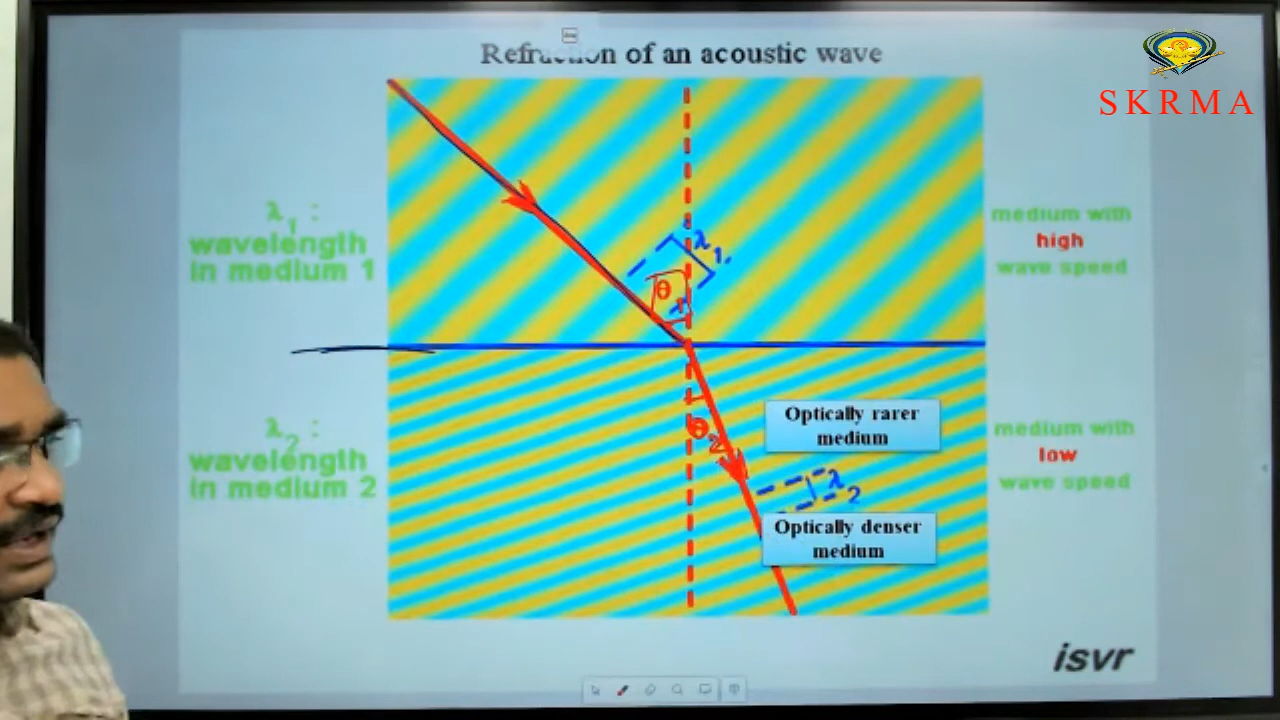 Refraction of an acoustic wave
SKRMA
λ1 :
wavelength
in medium 1
medium with
high
wave speed
λ1
θ1
λ2 :
wavelength
in medium 2
Optically rarer
medium
medium with
low
wave speed
θ2
λ2
Optically denser
medium
isvr